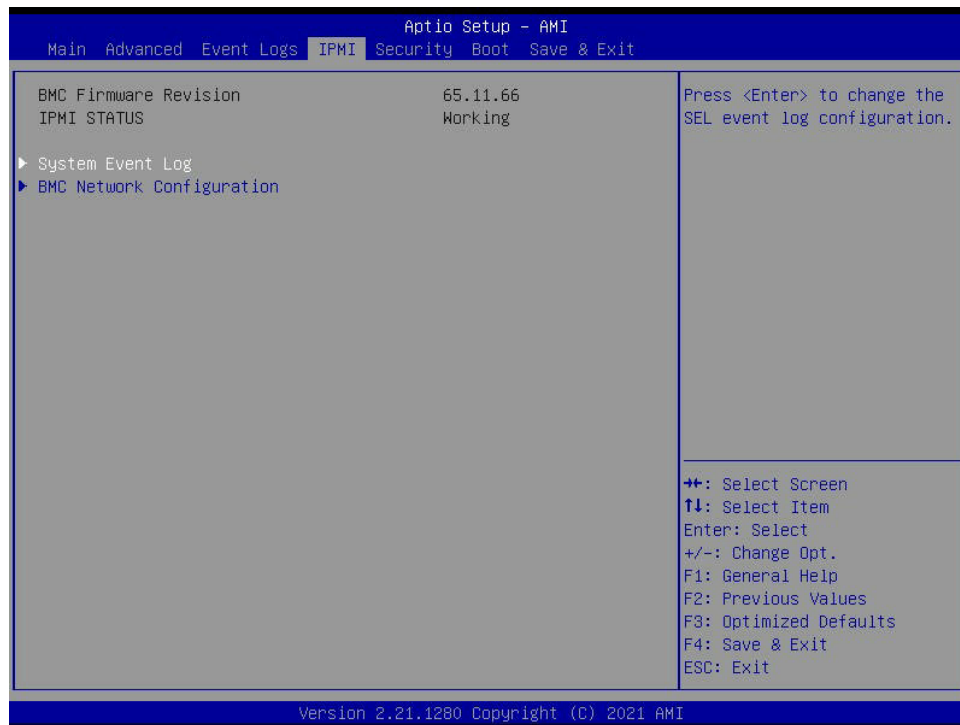 Aptio Setup – AMI
Main Advanced Event Logs IPMI Security Boot Save & Exit
BMC Firmware Revision 65.11.66
IPMI STATUS Working
▶ System Event Log
▶ BMC Network Configuration
Press <Enter> to change the
SEL event log configuration.
→←: Select Screen
↑↓: Select Item
Enter: Select
+/-: Change Opt.
F1: General Help
F2: Previous Values
F3: Optimized Defaults
F4: Save & Exit
ESC: Exit
Version 2.21.1280 Copyright (C) 2021 AMI